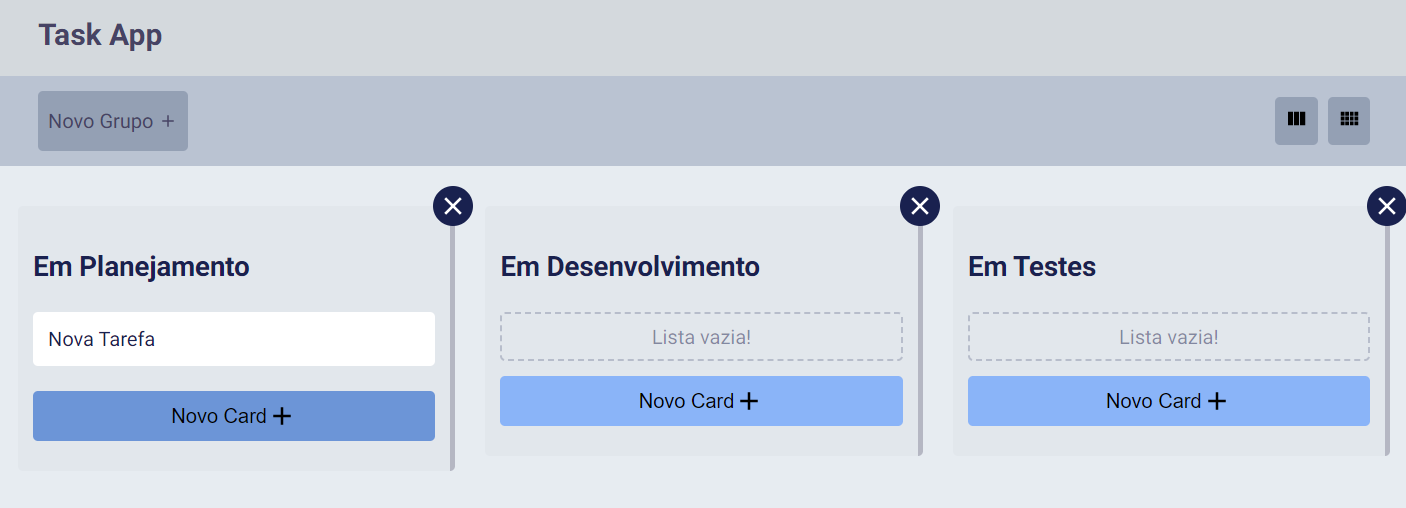 Task App
Novo Grupo +
Em Planejamento
Nova Tarefa
Novo Card +
Em Desenvolvimento
Lista vazia!
Novo Card +
Em Testes
Lista vazia!
Novo Card +